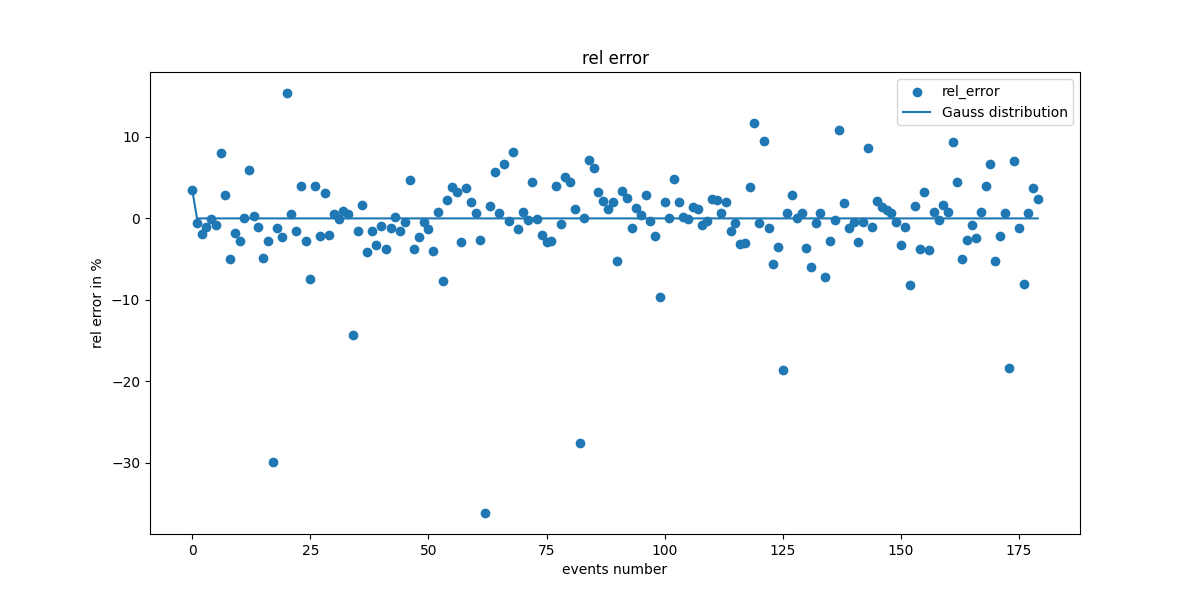 rel error
rel_error
Gauss distribution
10
0
−10
−20
−30
rel error in %
0 25 50 75 100 125 150 175
events number